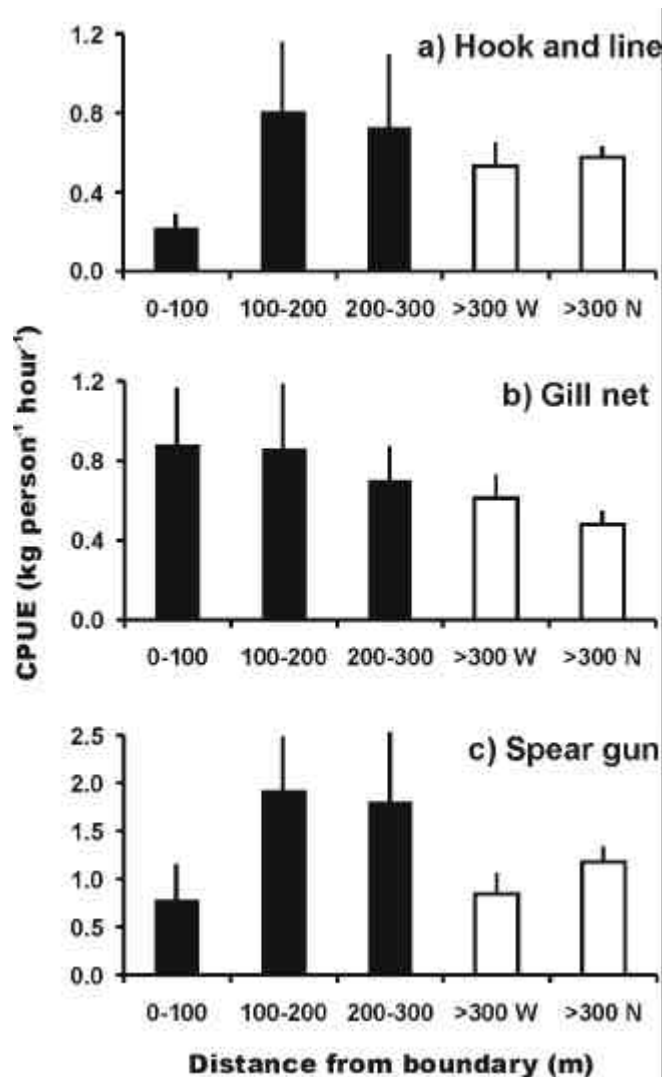 a) Hook and line
1.2
0.8
0.4
0.0
0-100 100-200 200-300 >300 W >300 N
b) Gill net
1.2
0.8
0.4
0.0
0-100 100-200 200-300 >300 W >300 N
CPUE (kg person⁻¹ hour⁻¹)
c) Spear gun
2.5
2.0
1.5
1.0
0.5
0.0
0-100 100-200 200-300 >300 W >300 N
Distance from boundary (m)